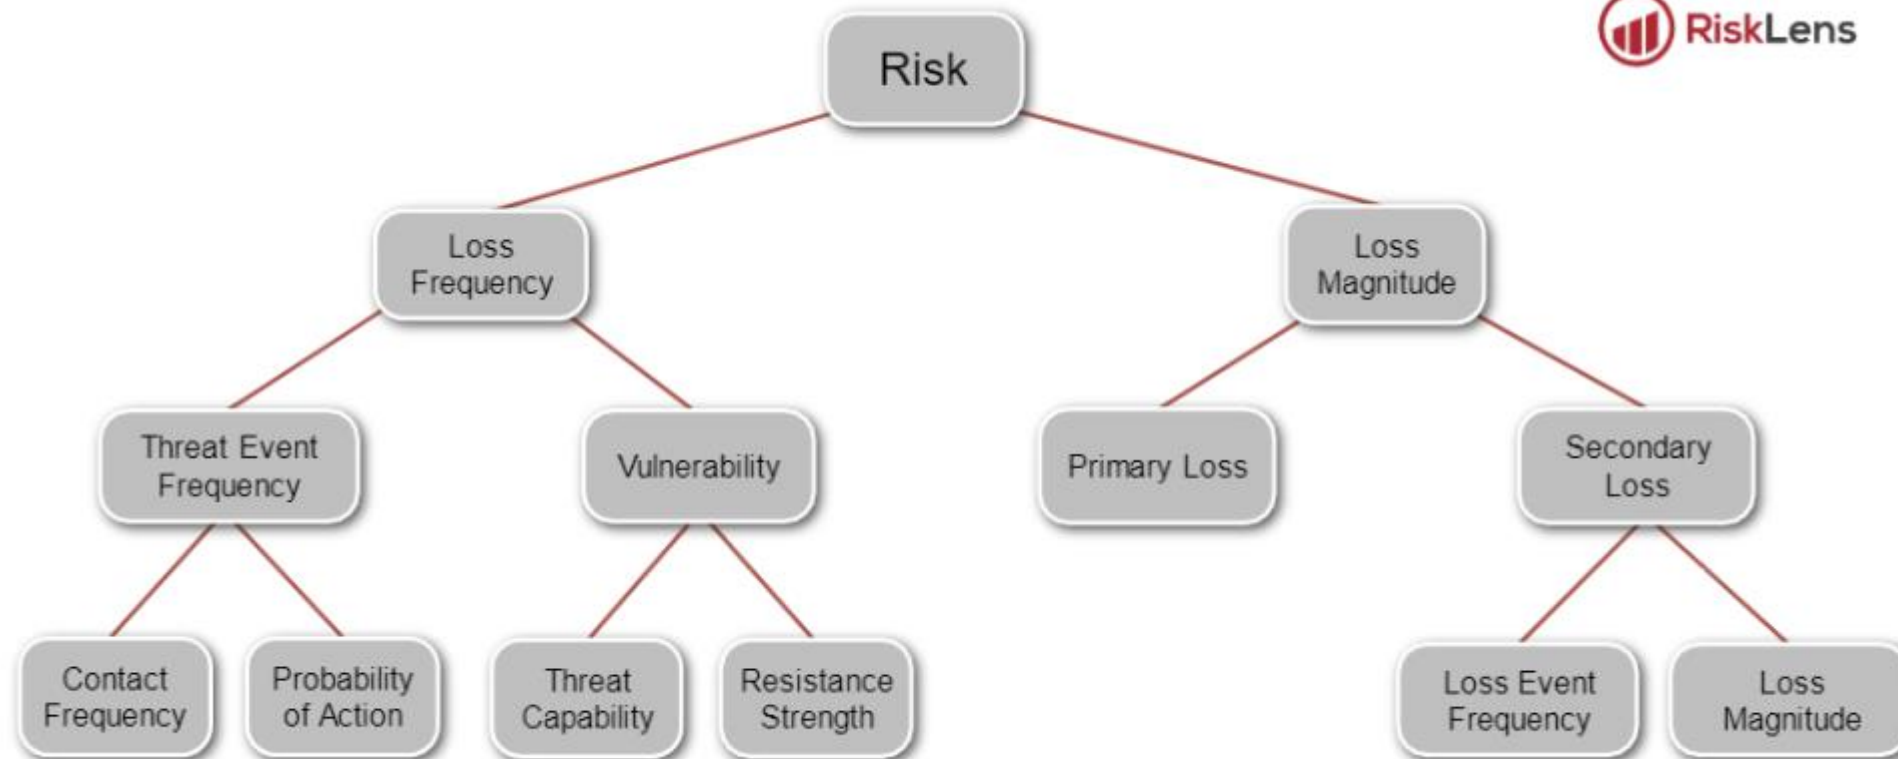 RiskLens
Risk
Loss
Frequency
Loss
Magnitude
Threat Event
Frequency
Vulnerability
Primary Loss
Secondary
Loss
Contact
Frequency
Probability
of Action
Threat
Capability
Resistance
Strength
Loss Event
Frequency
Loss
Magnitude